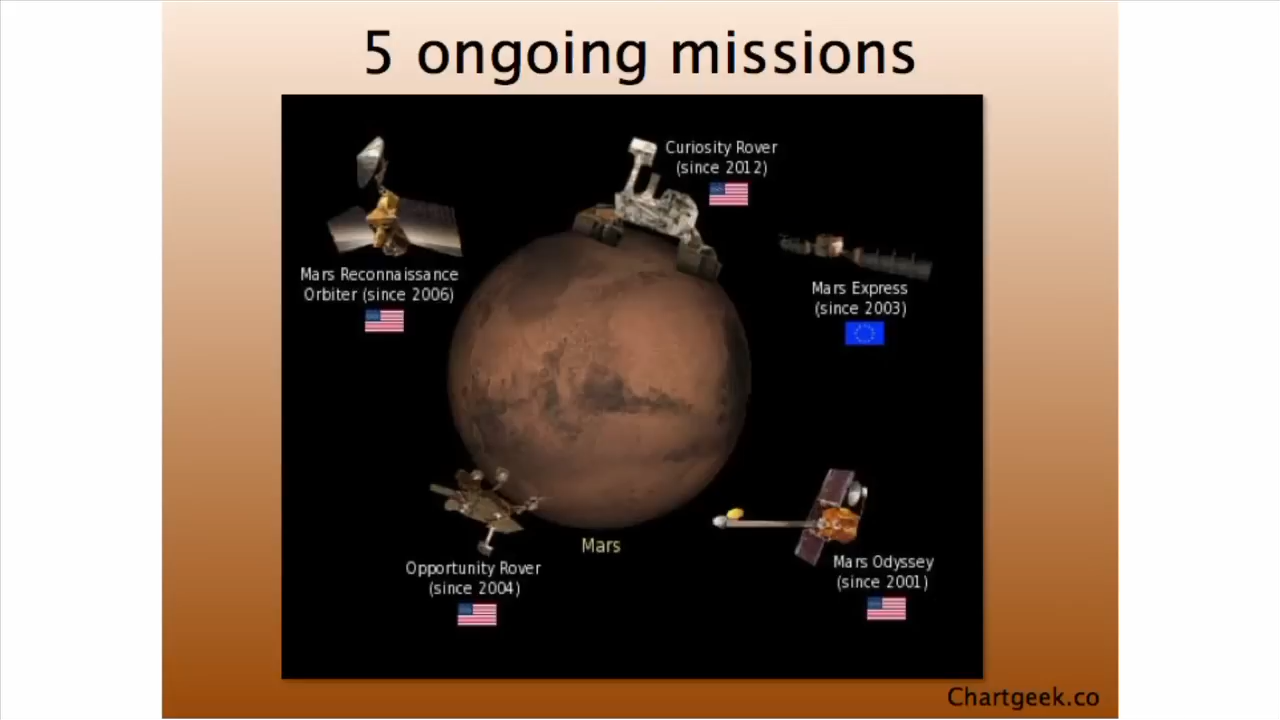 5 ongoing missions
Curiosity Rover
(since 2012)
Mars Reconnaissance
Orbiter (since 2006)
Mars Express
(since 2003)
Mars
Opportunity Rover
(since 2004)
Mars Odyssey
(since 2001)
Chartgeek.co